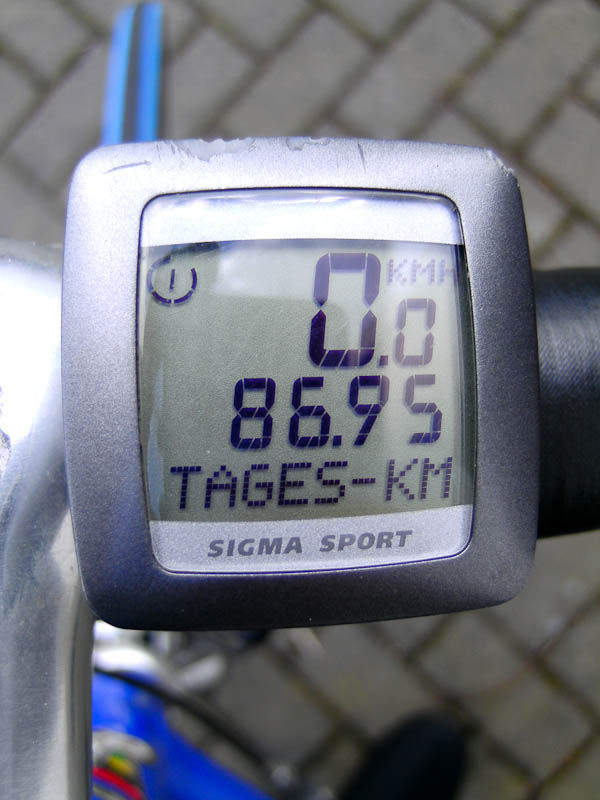 KMH
0.0
86.95
TAGES-KM
SIGMA SPORT